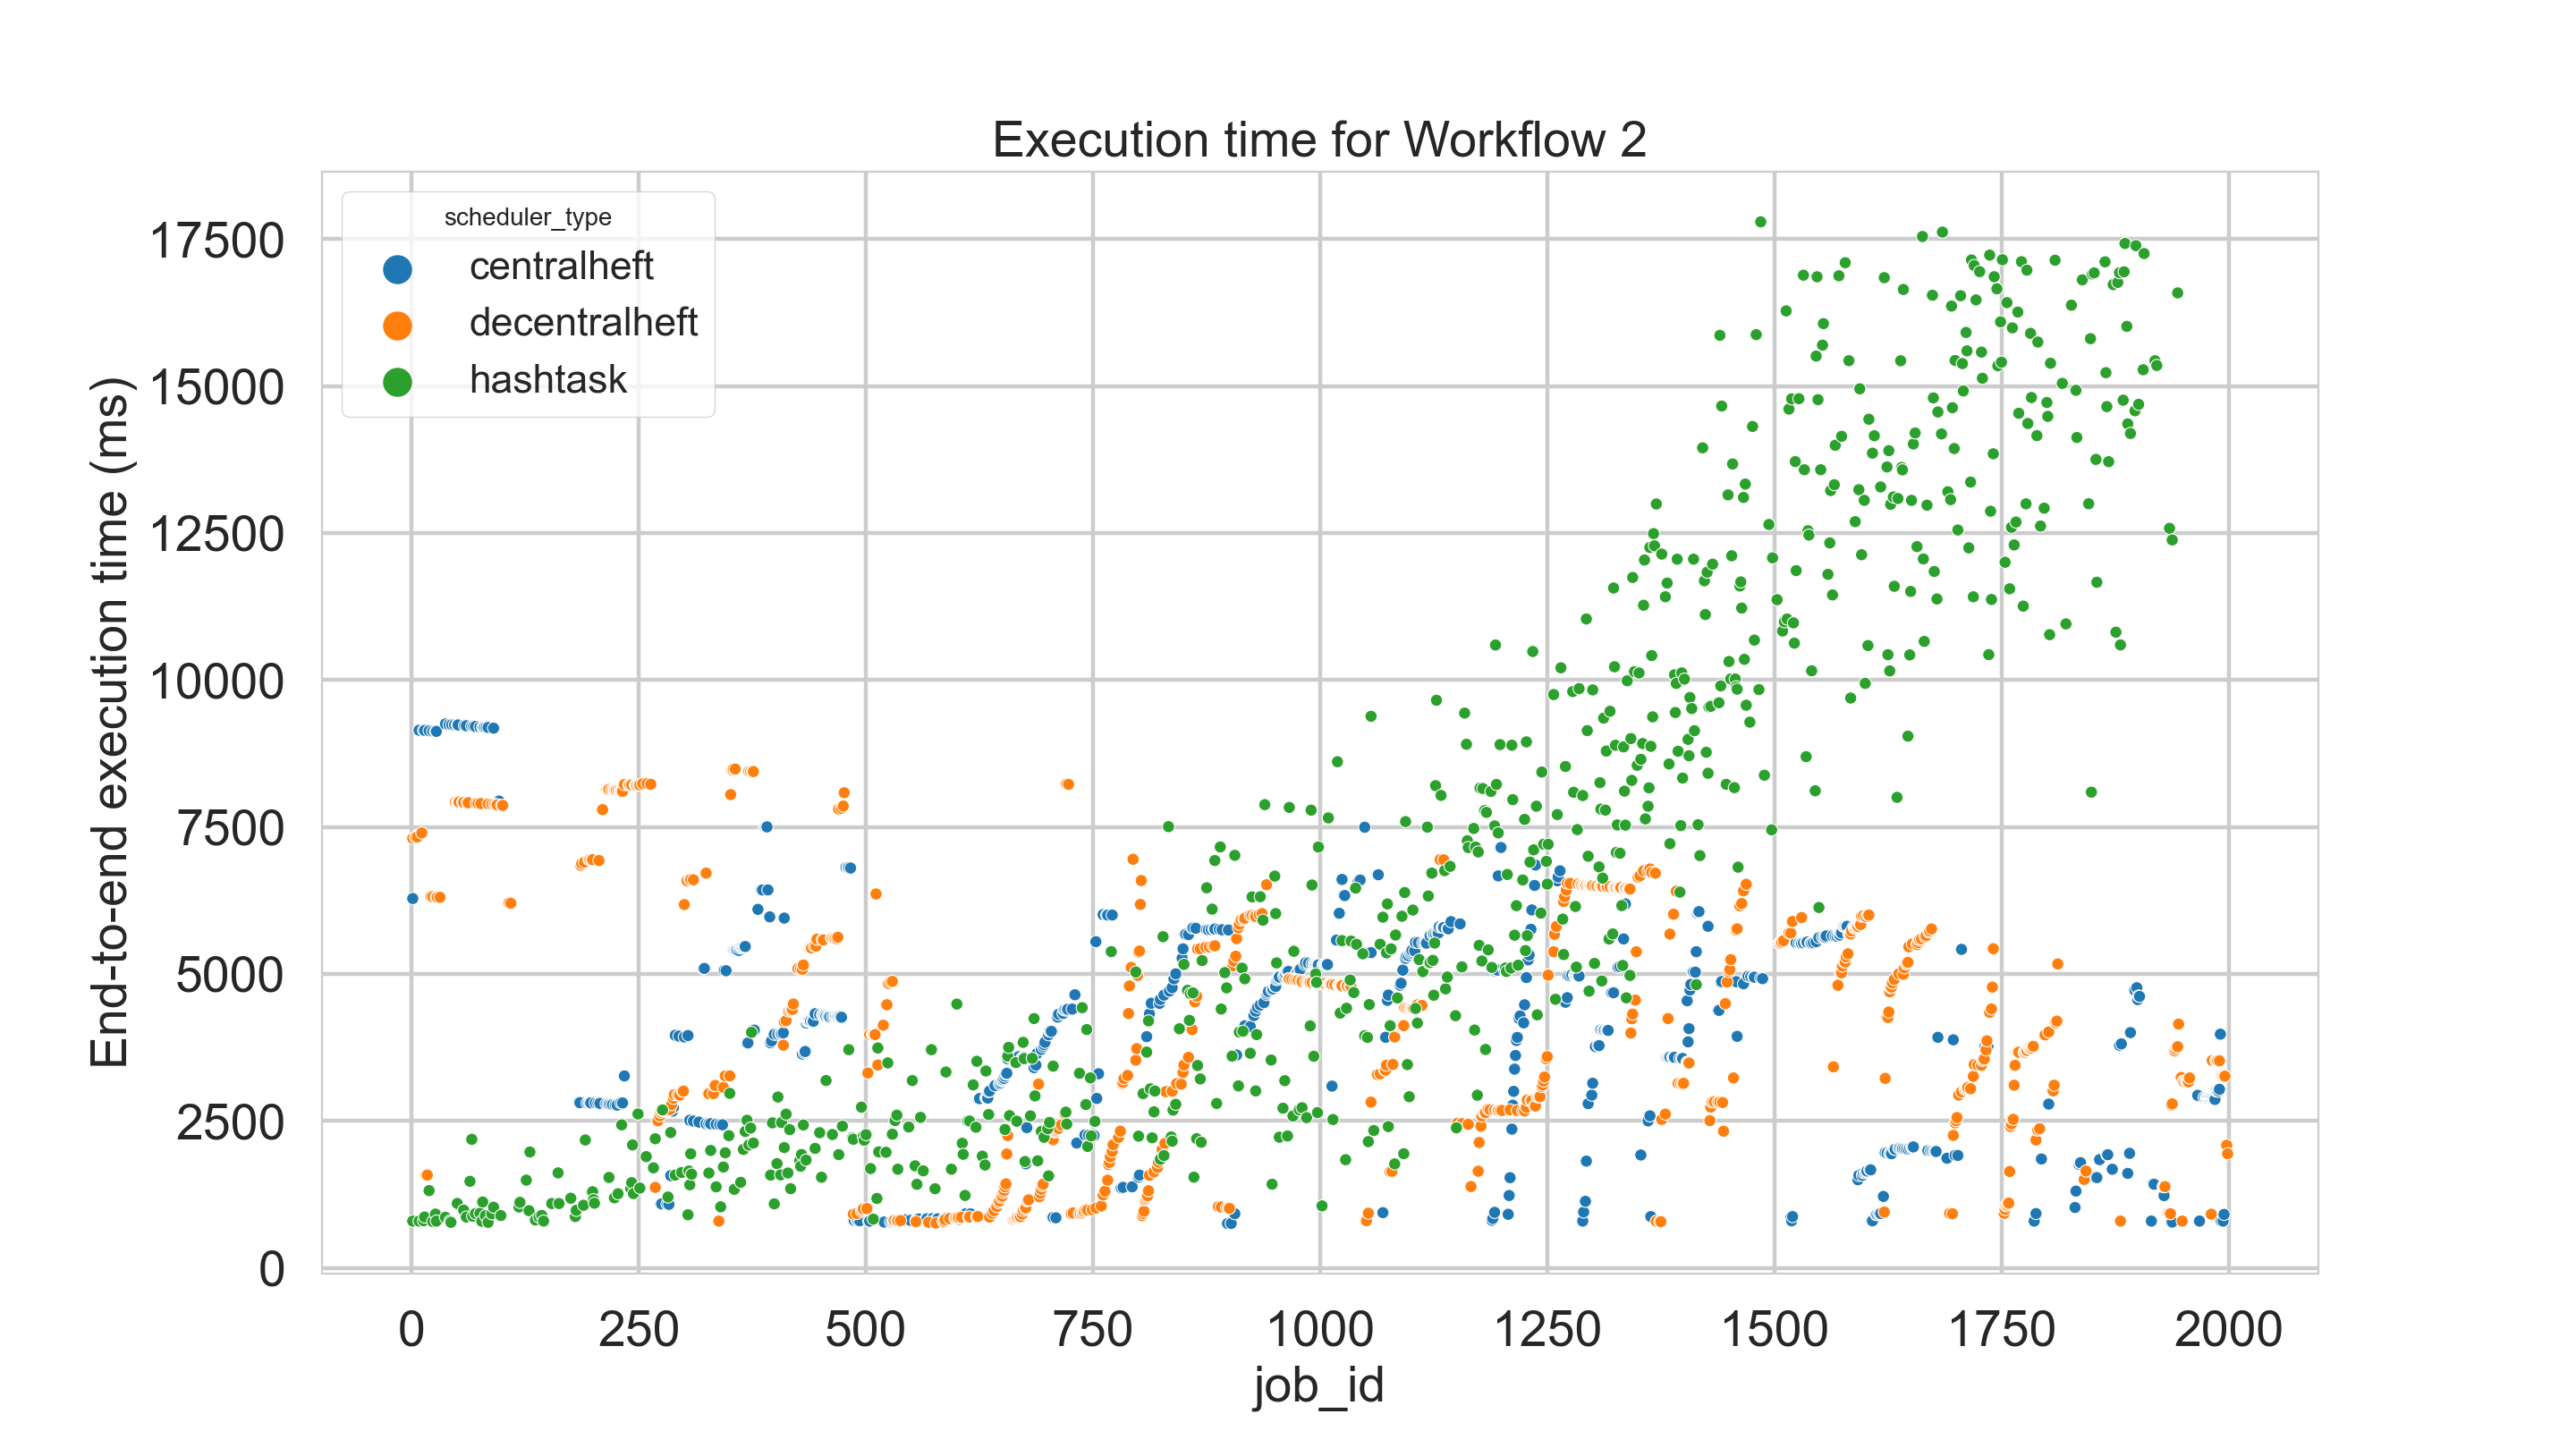 Execution time for Workflow 2
scheduler_type
centralheft
decentralheft
hashtask
End-to-end execution time (ms)
17500
15000
12500
10000
7500
5000
2500
0
0 250 500 750 1000 1250 1500 1750 2000
job_id